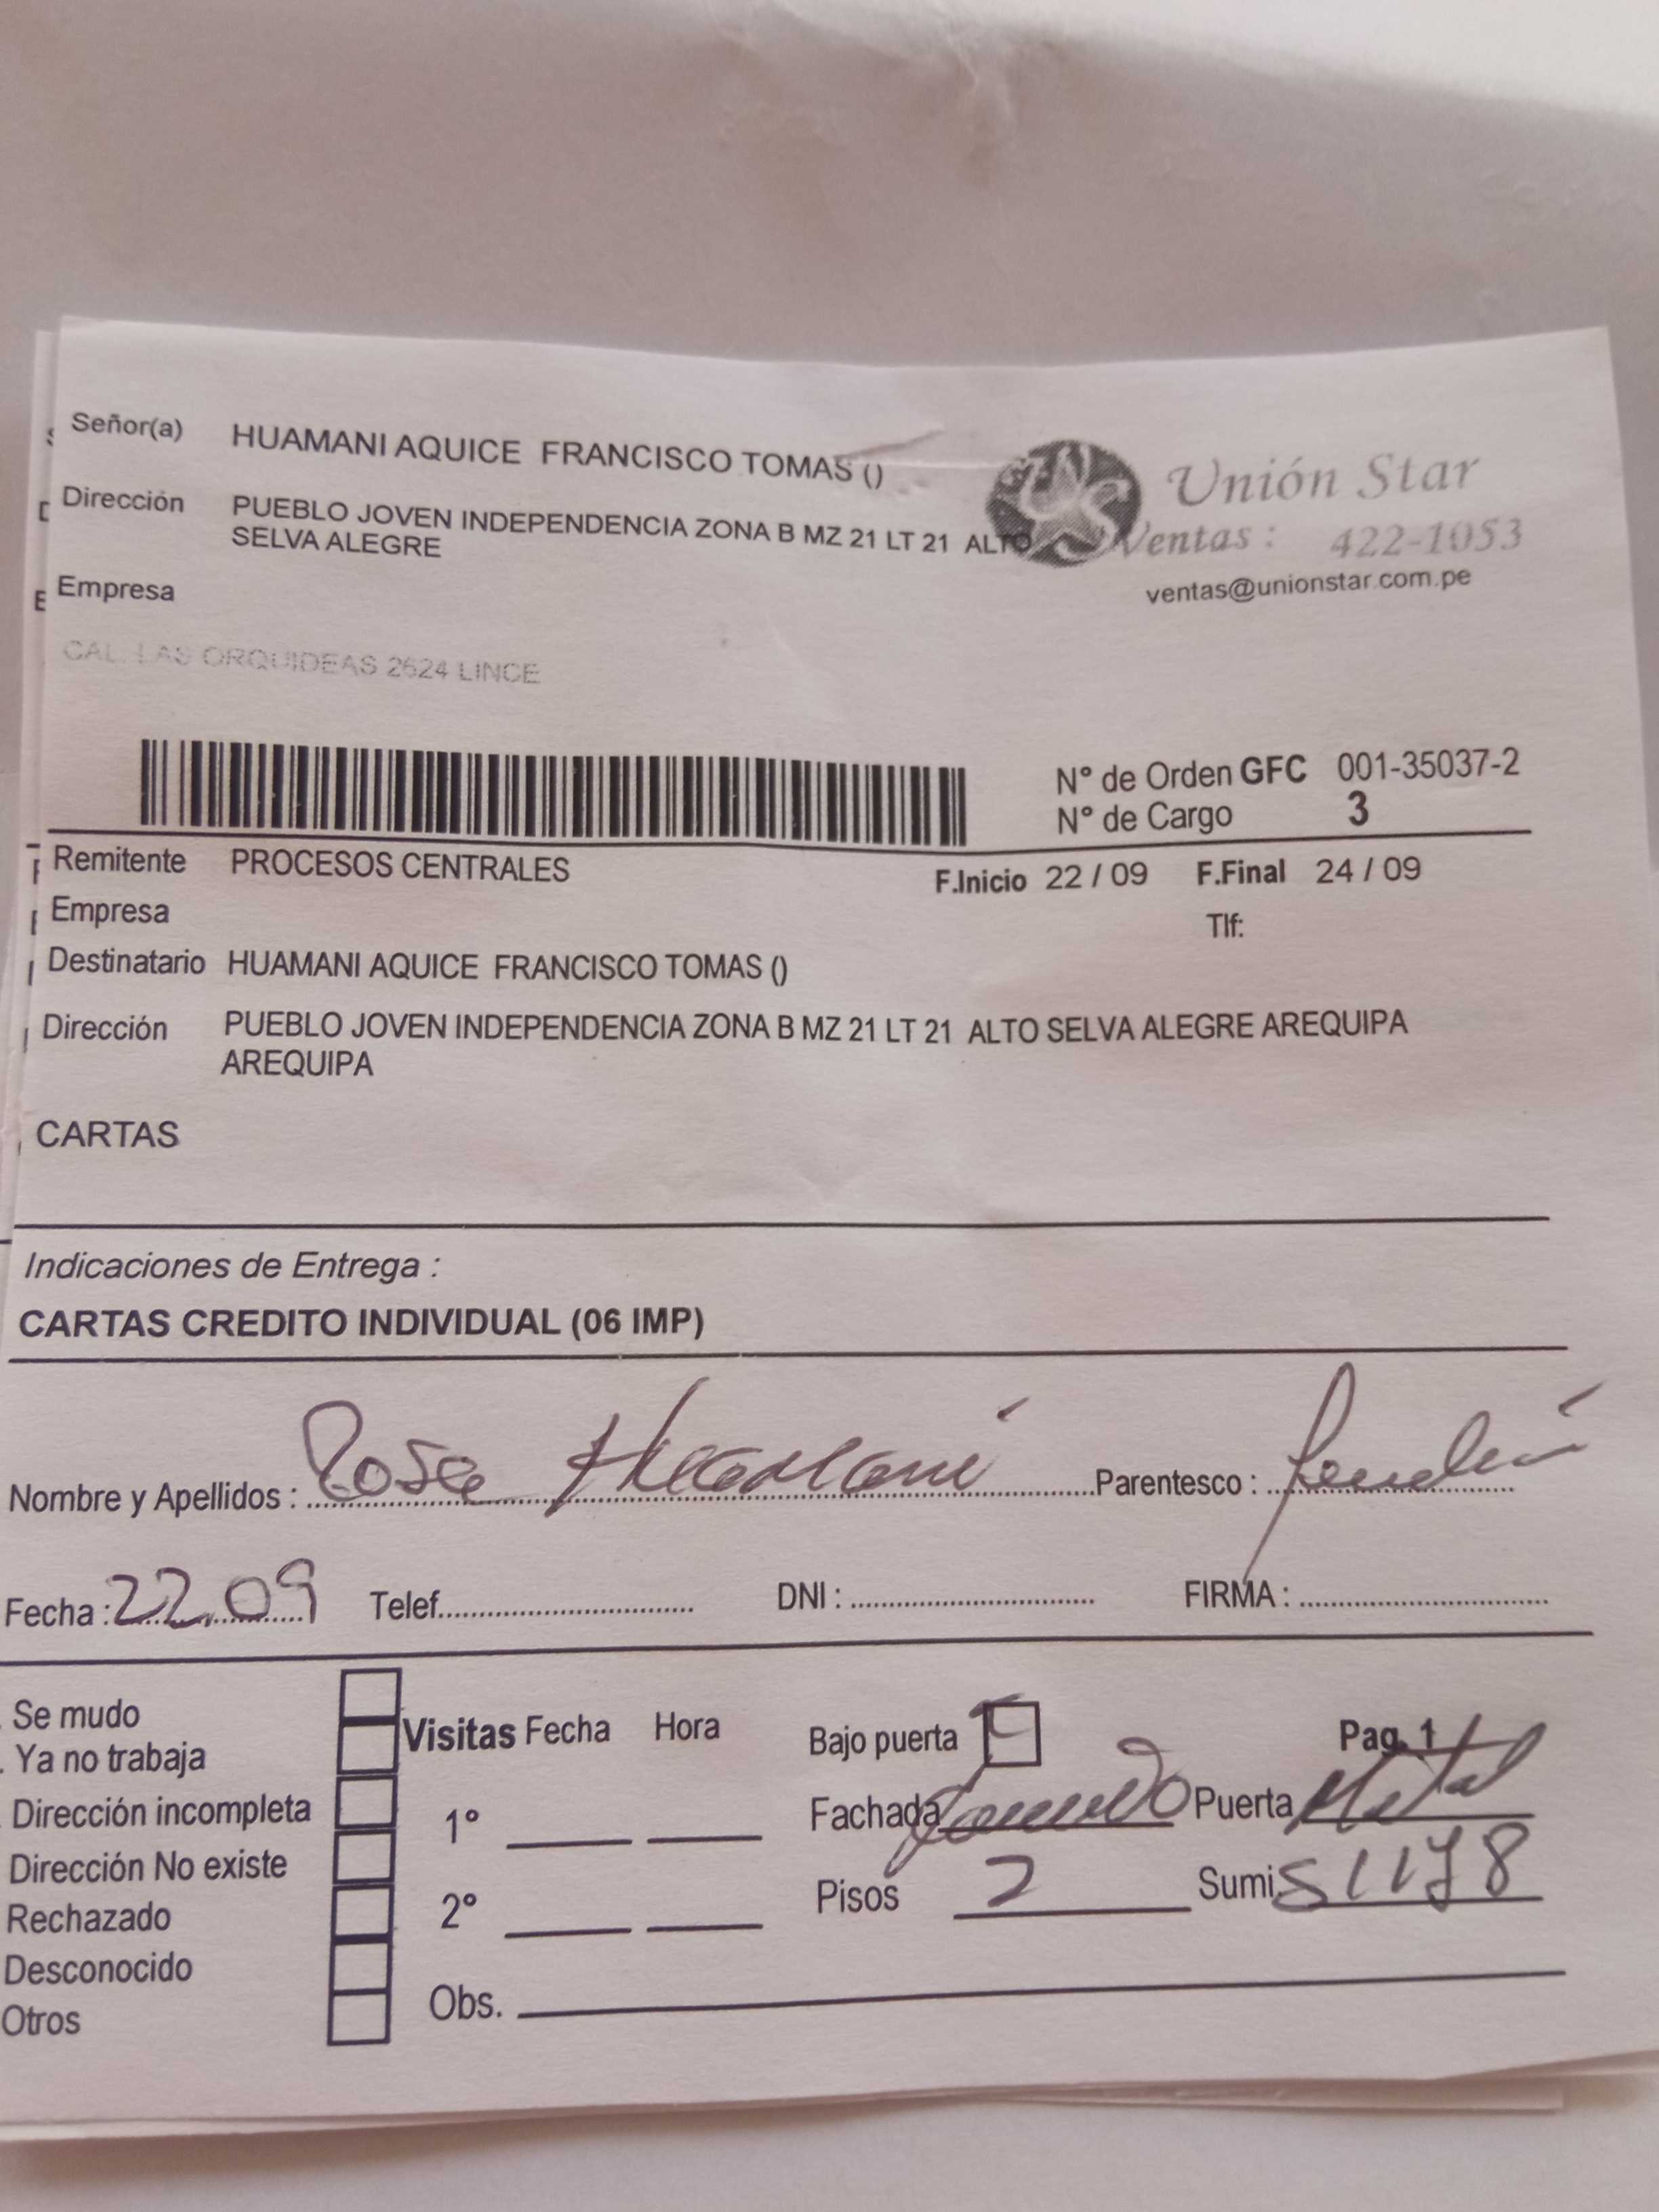 Señor(a) HUAMANI AQUICE FRANCISCO TOMAS ()
Dirección PUEBLO JOVEN INDEPENDENCIA ZONA B MZ 21 LT 21 ALTO
SELVA ALEGRE
Unión Star
Ventas : 422-1053
ventas@unionstar.com.pe
Empresa
CAL. LAS ORQUIDEAS 2624 LINCE
N° de Orden GFC 001-35037-2
N° de Cargo 3
Remitente PROCESOS CENTRALES
F.Inicio 22 / 09 F.Final 24 / 09
Empresa
Tlf:
Destinatario HUAMANI AQUICE FRANCISCO TOMAS ()
Dirección PUEBLO JOVEN INDEPENDENCIA ZONA B MZ 21 LT 21 ALTO SELVA ALEGRE AREQUIPA
AREQUIPA
CARTAS
Indicaciones de Entrega :
CARTAS CREDITO INDIVIDUAL (06 IMP)
Nombre y Apellidos : Rosa Huamani Parentesco :
Fecha : 22.09 Telef. DNI : FIRMA :
Se mudo
Ya no trabaja
Dirección incompleta
Dirección No existe
Rechazado
Desconocido
Otros
Visitas Fecha Hora
1°
2°
Obs.
Bajo puerta
Pag. 1
Fachada Puerta Metal
Pisos 2 Sumi